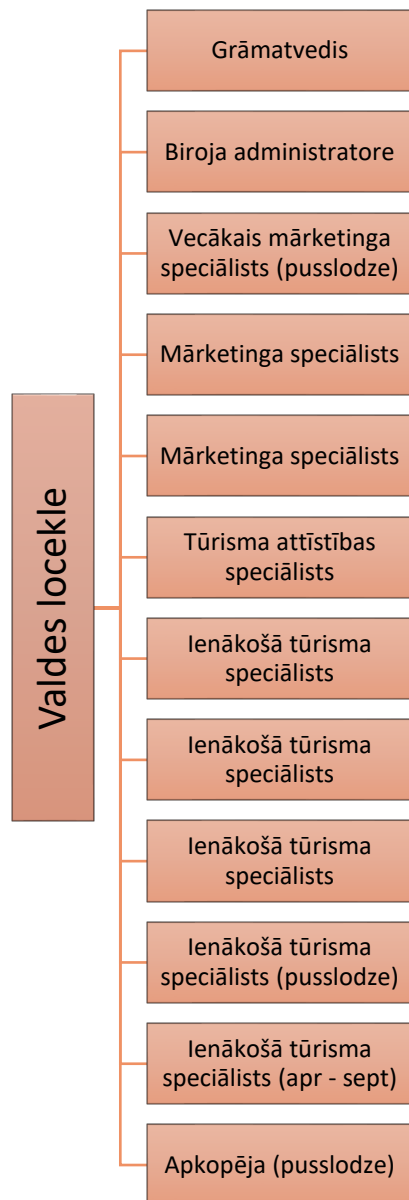 Valdes locekle
Grāmatvedis
Biroja administratore
Vecākais mārketinga
speciālists (pusslodze)
Mārketinga speciālists
Mārketinga speciālists
Tūrisma attīstības
speciālists
Ienākošā tūrisma
speciālists
Ienākošā tūrisma
speciālists
Ienākošā tūrisma
speciālists
Ienākošā tūrisma
speciālists (pusslodze)
Ienākošā tūrisma
speciālists (apr - sept)
Apkopēja (pusslodze)